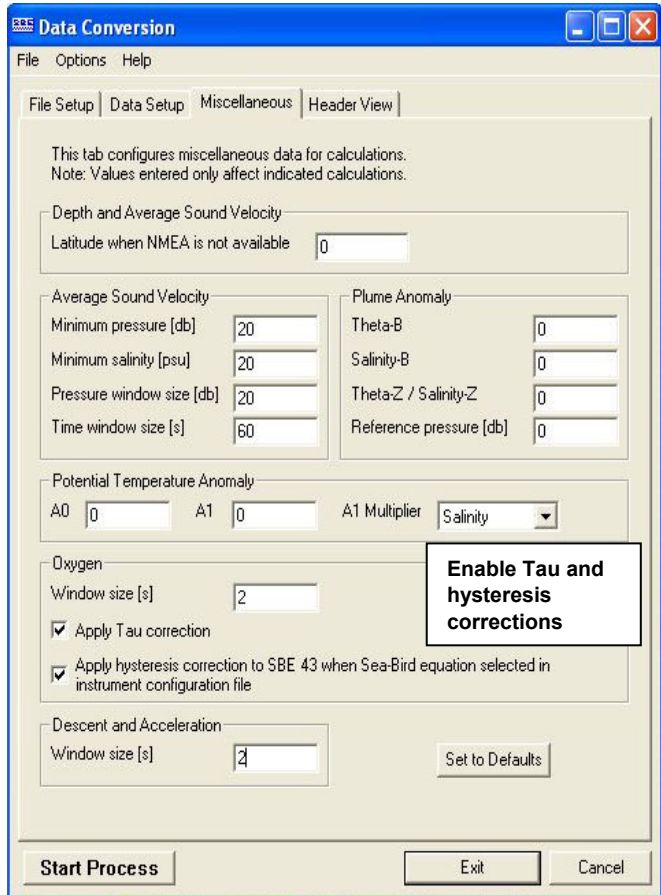 SBE Data Conversion
File Options Help
File Setup Data Setup Miscellaneous Header View
This tab configures miscellaneous data for calculations.
Note: Values entered only affect indicated calculations.
Depth and Average Sound Velocity
Latitude when NMEA is not available 0
Average Sound Velocity
Minimum pressure [db] 20
Minimum salinity [psu] 20
Pressure window size [db] 20
Time window size [s] 60
Plume Anomaly
Theta-B 0
Salinity-B 0
Theta-Z / Salinity-Z 0
Reference pressure [db] 0
Potential Temperature Anomaly
A0 0 A1 0 A1 Multiplier Salinity
Enable Tau and
hysteresis
corrections
Oxygen
Window size [s] 2
Apply Tau correction
Apply hysteresis correction to SBE 43 when Sea-Bird equation selected in
instrument configuration file
Descent and Acceleration
Window size [s] 2
Set to Defaults
Start Process Exit Cancel